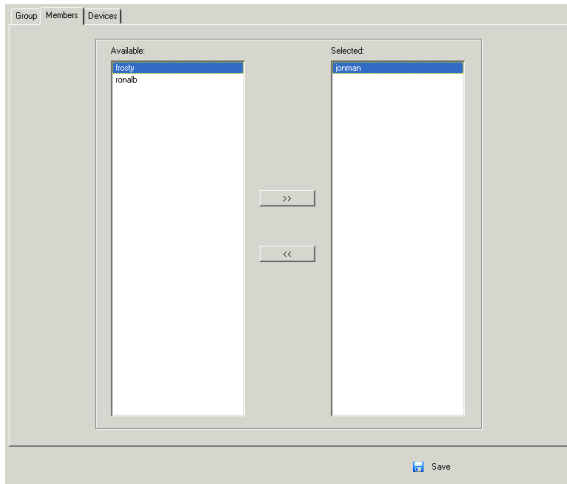 Group Members Devices
Available: Selected:
frosty jonman
ronalb
>>
<<
Save